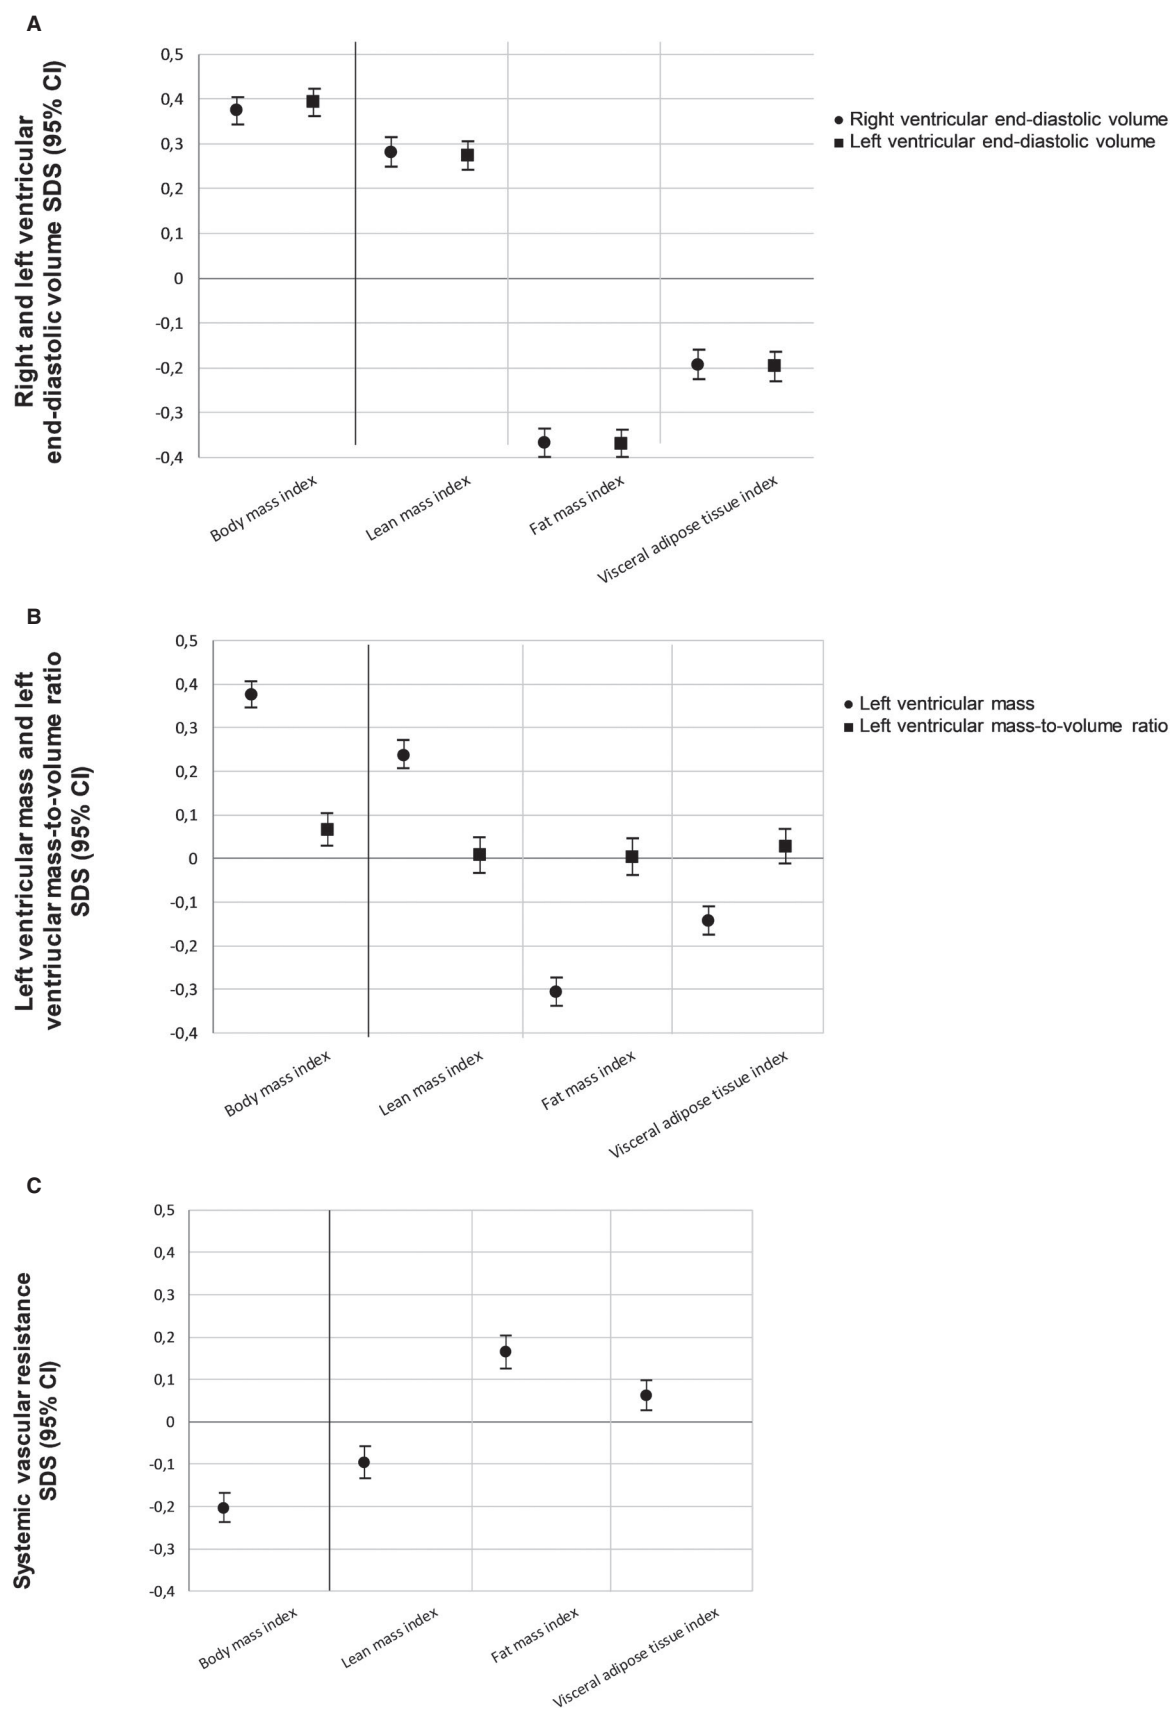 A
Right and left ventricular
end-diastolic volume SDS (95% CI)
0,5
0,4
0,3
0,2
0,1
0
-0,1
-0,2
-0,3
-0,4
Right ventricular end-diastolic volume
Left ventricular end-diastolic volume
Body mass index
Lean mass index
Fat mass index
Visceral adipose tissue index
B
Left ventricular mass and left
ventriuclar mass-to-volume ratio
SDS (95% CI)
0,5
0,4
0,3
0,2
0,1
0
-0,1
-0,2
-0,3
-0,4
Left ventricular mass
Left ventricular mass-to-volume ratio
Body mass index
Lean mass index
Fat mass index
Visceral adipose tissue index
C
Systemic vascular resistance
SDS (95% CI)
0,5
0,4
0,3
0,2
0,1
0
-0,1
-0,2
-0,3
-0,4
Body mass index
Lean mass index
Fat mass index
Visceral adipose tissue index